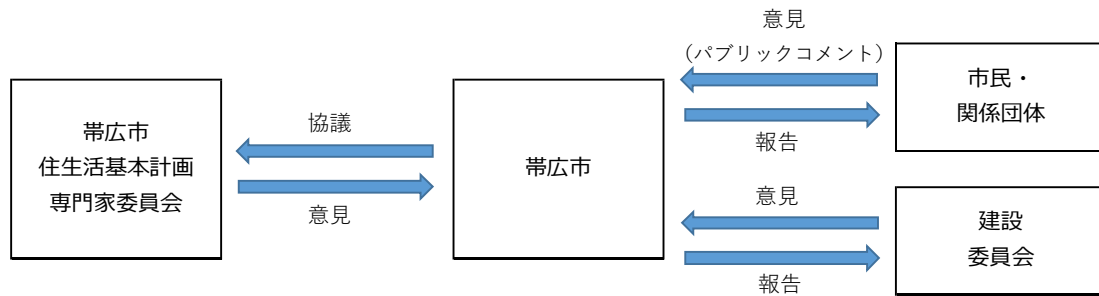 帯広市
住生活基本計画
専門家委員会
協議
意見
帯広市
意見
（パブリックコメント）
報告
市民・
関係団体
意見
報告
建設
委員会